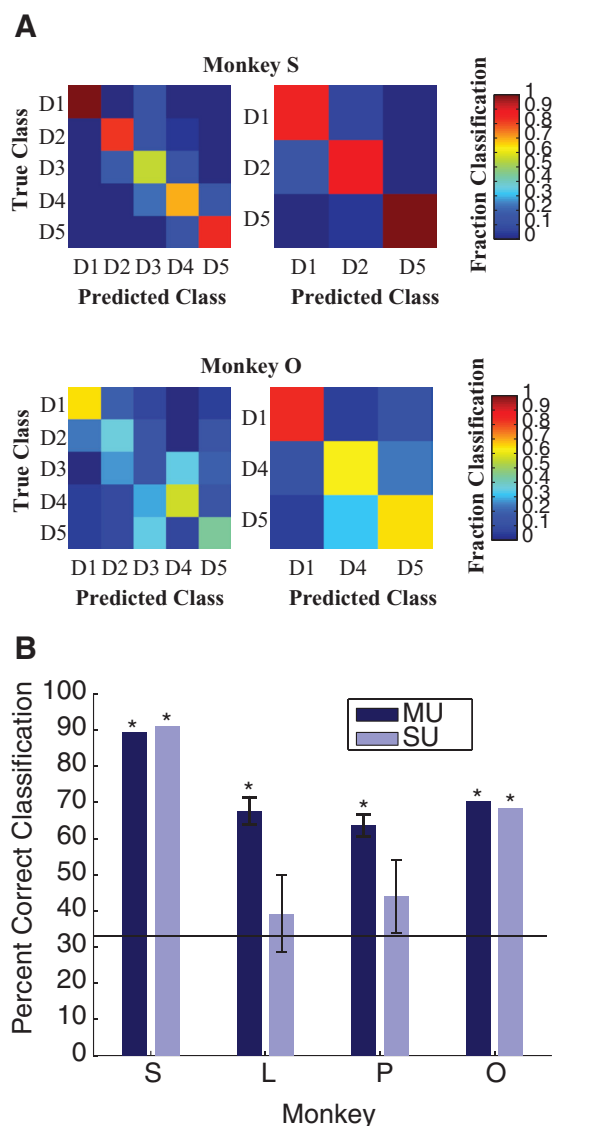 A
Monkey S
True Class
D1
D2
D3
D4
D5
D1 D2 D3 D4 D5
Predicted Class
D1
D2
D5
D1 D2 D5
Predicted Class
Fraction Classification
1
0.9
0.8
0.7
0.6
0.5
0.4
0.3
0.2
0.1
0
Monkey O
True Class
D1
D2
D3
D4
D5
D1 D2 D3 D4 D5
Predicted Class
D1
D4
D5
D1 D4 D5
Predicted Class
Fraction Classification
1
0.9
0.8
0.7
0.6
0.5
0.4
0.3
0.2
0.1
0
B
Percent Correct Classification
100
90
80
70
60
50
40
30
20
10
0
MU
SU
* * * * * *
S L P O
Monkey